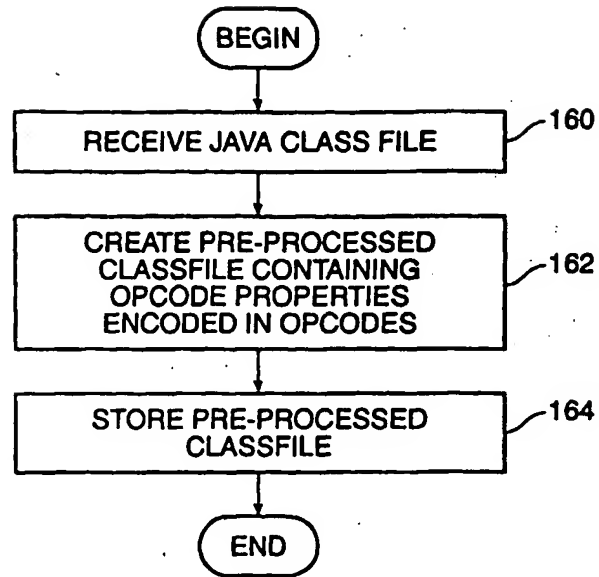 BEGIN
RECEIVE JAVA CLASS FILE
160
CREATE PRE-PROCESSED
CLASSFILE CONTAINING
OPCODE PROPERTIES
ENCODED IN OPCODES
162
STORE PRE-PROCESSED
CLASSFILE
164
END